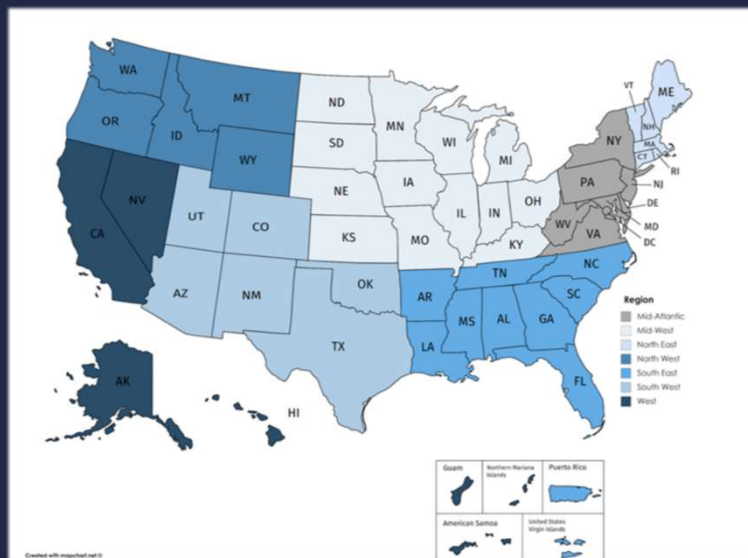 WA
MT
ND
MN
VT
ME
OR
ID
SD
WI
MI
NY
NH
MA
CT
RI
WY
NE
IA
PA
NJ
NV
UT
CO
IL
IN
OH
WV
VA
DE
MD
DC
CA
KS
MO
KY
AZ
NM
OK
AR
TN
NC
SC
TX
LA
MS
AL
GA
FL
AK
HI
Region
Mid-Atlantic
Mid-West
North East
North West
South East
South West
West
Guam
Northern Mariana
Islands
Puerto Rico
American Samoa
United States
Virgin Islands
Created with mapchart.net ©